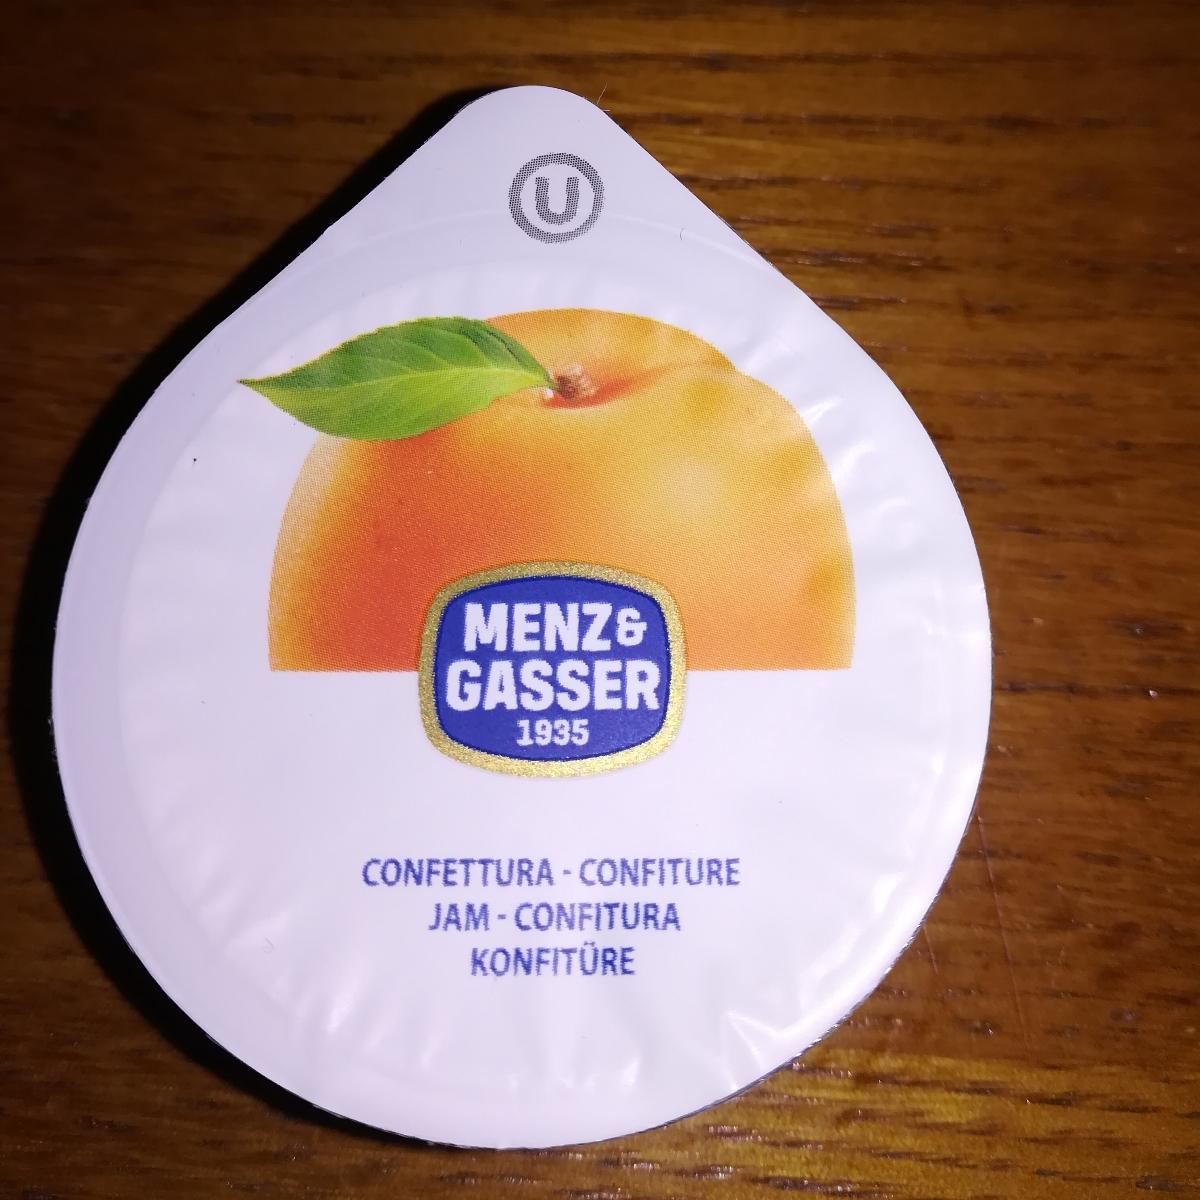 U
MENZ&
GASSER
1935
CONFETTURA - CONFITURE
JAM - CONFITURA
KONFITÜRE